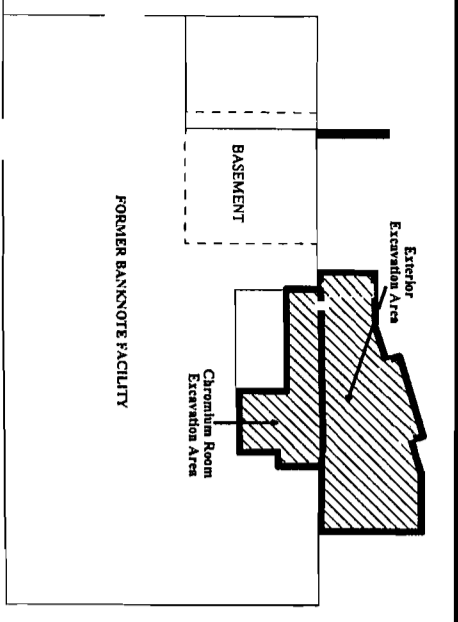 Exterior
Excavation Area
BASEMENT
Chromium Room
Excavation Area
FORMER BANKNOTE FACILITY